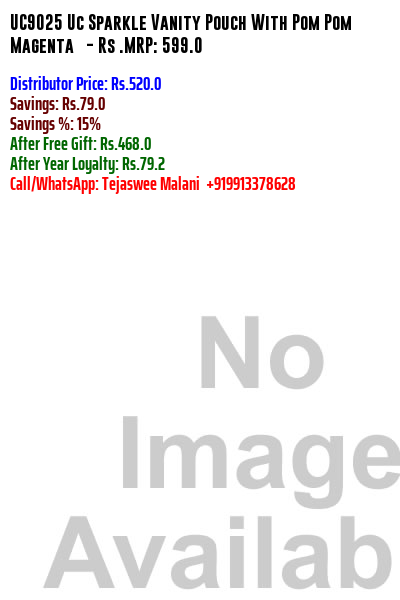 UC9025 Uc Sparkle Vanity Pouch With Pom Pom
Magenta - Rs .MRP: 599.0
Distributor Price: Rs.520.0
Savings: Rs.79.0
Savings %: 15%
After Free Gift: Rs.468.0
After Year Loyalty: Rs.79.2
Call/WhatsApp: Tejaswee Malani +919913378628
No
Image
Availab